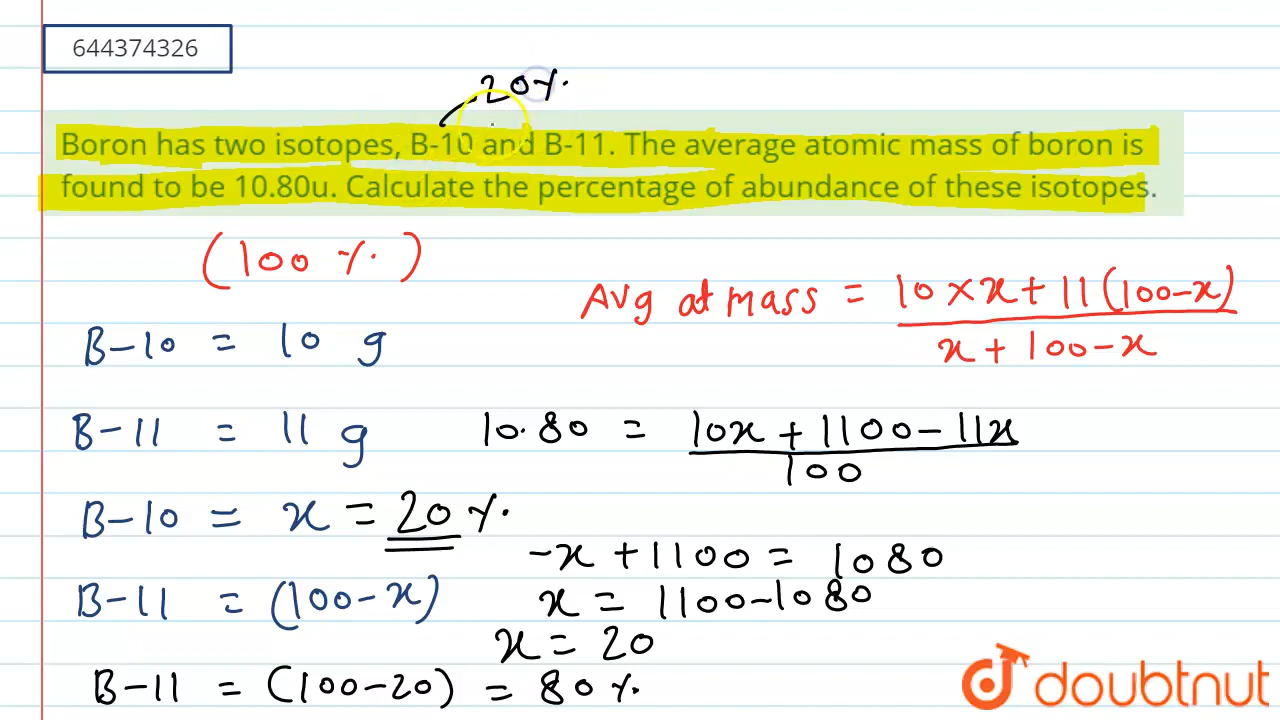 644374326
20%.
Boron has two isotopes, B-10 and B-11. The average atomic mass of boron is
found to be 10.80u. Calculate the percentage of abundance of these isotopes.
(100 %.)
Avg at mass = 10 × x + 11 (100-x)
x + 100 - x
B-10 = 10 g
B-11 = 11 g
10.80 = 10x + 1100 - 11x
100
B-10 = x = 20 %.
-x + 1100 = 1080
B-11 = (100-x)
x = 1100-1080
x = 20
B-11 = (100-20) = 80 %.
doubtnut